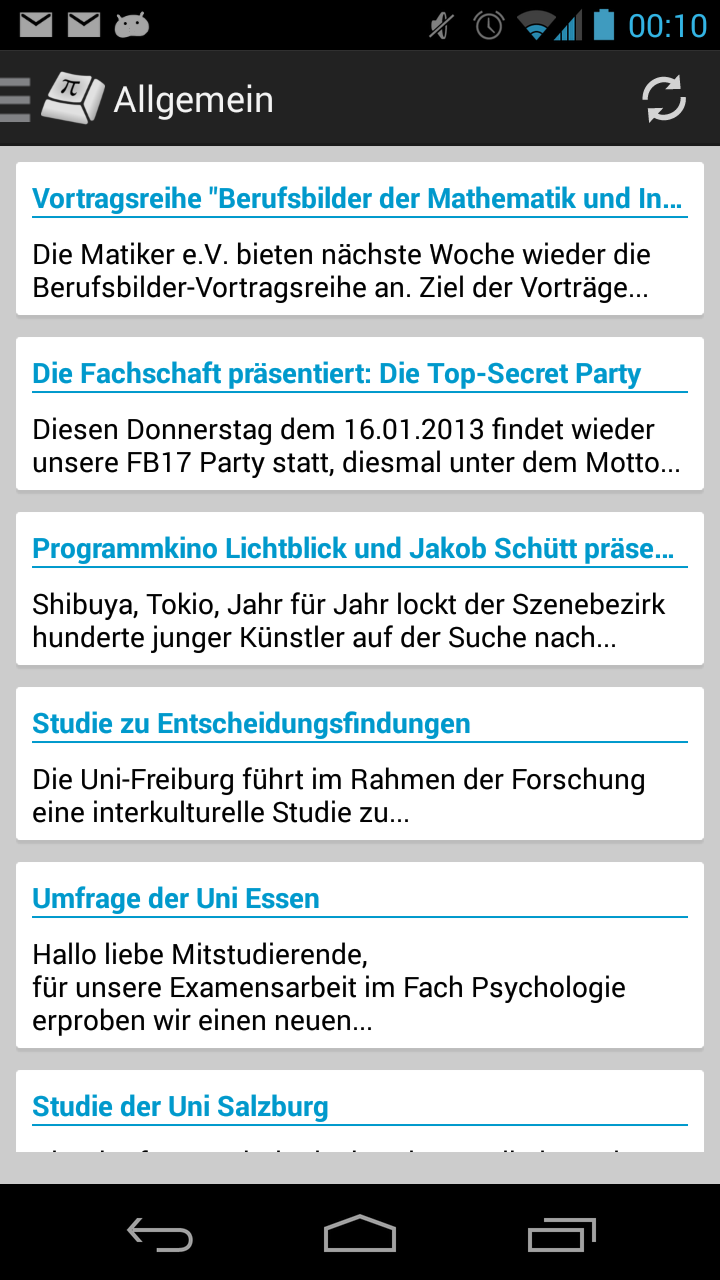 00:10
π Allgemein
Vortragsreihe "Berufsbilder der Mathematik und In...
Die Matiker e.V. bieten nächste Woche wieder die
Berufsbilder-Vortragsreihe an. Ziel der Vorträge...
Die Fachschaft präsentiert: Die Top-Secret Party
Diesen Donnerstag dem 16.01.2013 findet wieder
unsere FB17 Party statt, diesmal unter dem Motto...
Programmkino Lichtblick und Jakob Schütt präse...
Shibuya, Tokio, Jahr für Jahr lockt der Szenebezirk
hunderte junger Künstler auf der Suche nach...
Studie zu Entscheidungsfindungen
Die Uni-Freiburg führt im Rahmen der Forschung
eine interkulturelle Studie zu...
Umfrage der Uni Essen
Hallo liebe Mitstudierende,
für unsere Examensarbeit im Fach Psychologie
erproben wir einen neuen...
Studie der Uni Salzburg